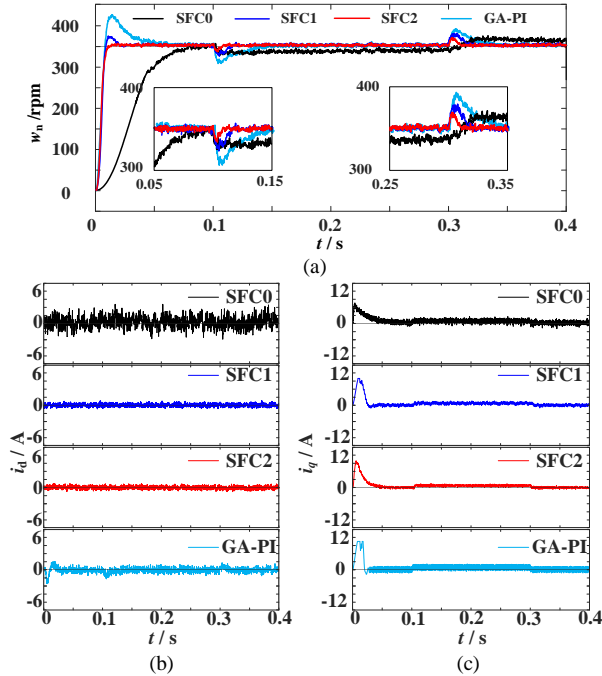 SFC0 SFC1 SFC2 GA-PI
400
350
300
250
200
150
100
50
0
w_n /rpm
400
300
0.05 0.15
400
300
0.25 0.35
0 0.1 0.2 0.3 0.4
t / s
(a)
6
0
-6
SFC0
6
0
-6
SFC1
6
0
-6
SFC2
6
0
-6
GA-PI
i_d / A
0 0.1 0.2 0.3 0.4
t / s
(b)
12
0
-12
SFC0
12
0
-12
SFC1
12
0
-12
SFC2
12
0
-12
GA-PI
i_q / A
0 0.1 0.2 0.3 0.4
t / s
(c)